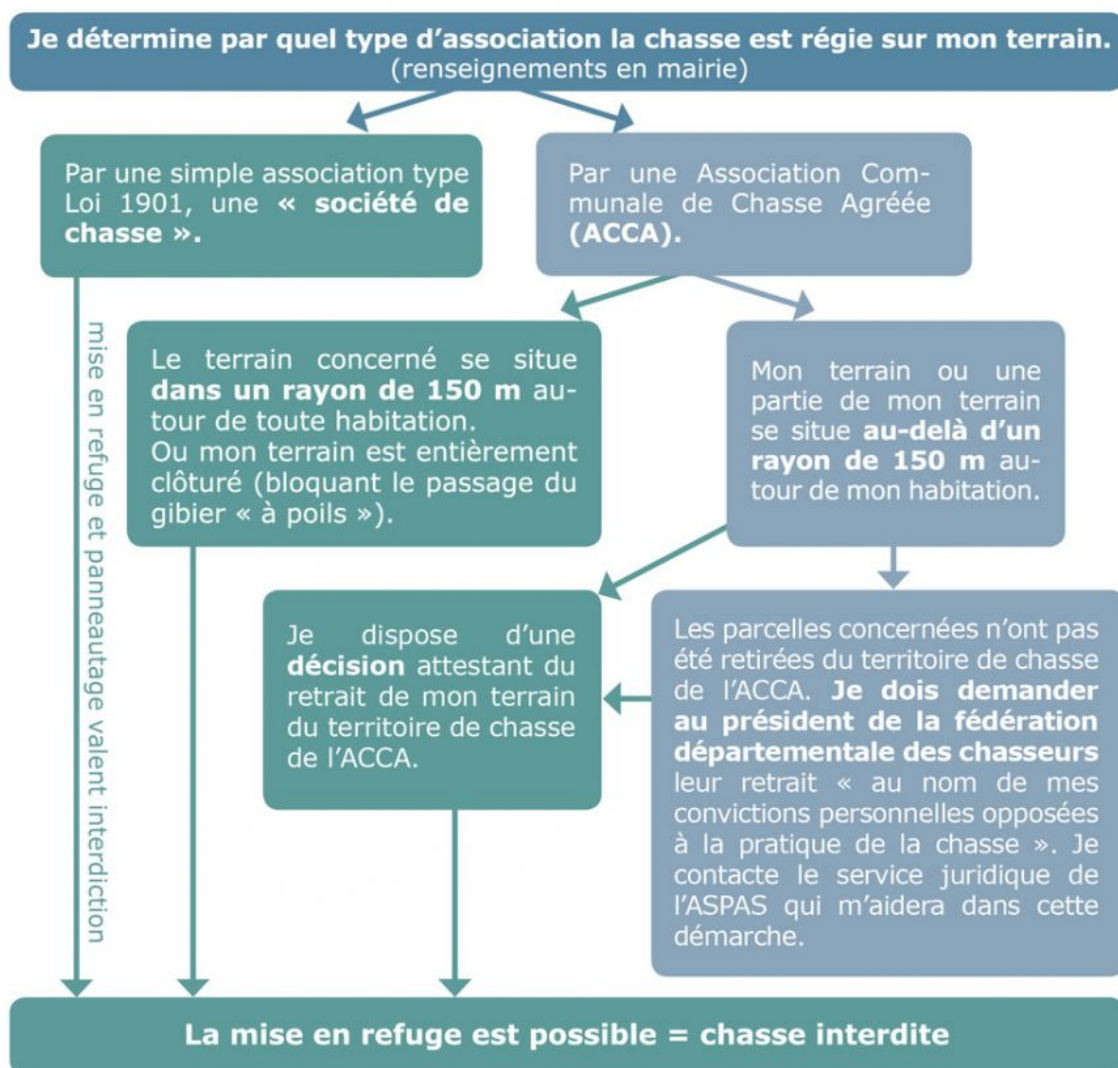 Je détermine par quel type d'association la chasse est régie sur mon terrain.
(renseignements en mairie)
Par une simple association type
Loi 1901, une « société de
chasse ».
Par une Association Com-
munale de Chasse Agréée
(ACCA).
mise en refuge et panneautage valent interdiction
Le terrain concerné se situe
dans un rayon de 150 m au-
tour de toute habitation.
Ou mon terrain est entièrement
clôturé (bloquant le passage du
gibier « à poils »).
Mon terrain ou une
partie de mon terrain
se situe au-delà d'un
rayon de 150 m au-
tour de mon habitation.
Je dispose d'une
décision attestant du
retrait de mon terrain
du territoire de chasse
de l'ACCA.
Les parcelles concernées n'ont pas
été retirées du territoire de chasse
de l'ACCA. Je dois demander
au président de la fédération
départementale des chasseurs
leur retrait « au nom de mes
convictions personnelles opposées
à la pratique de la chasse ». Je
contacte le service juridique de
l'ASPAS qui m'aidera dans cette
démarche.
La mise en refuge est possible = chasse interdite